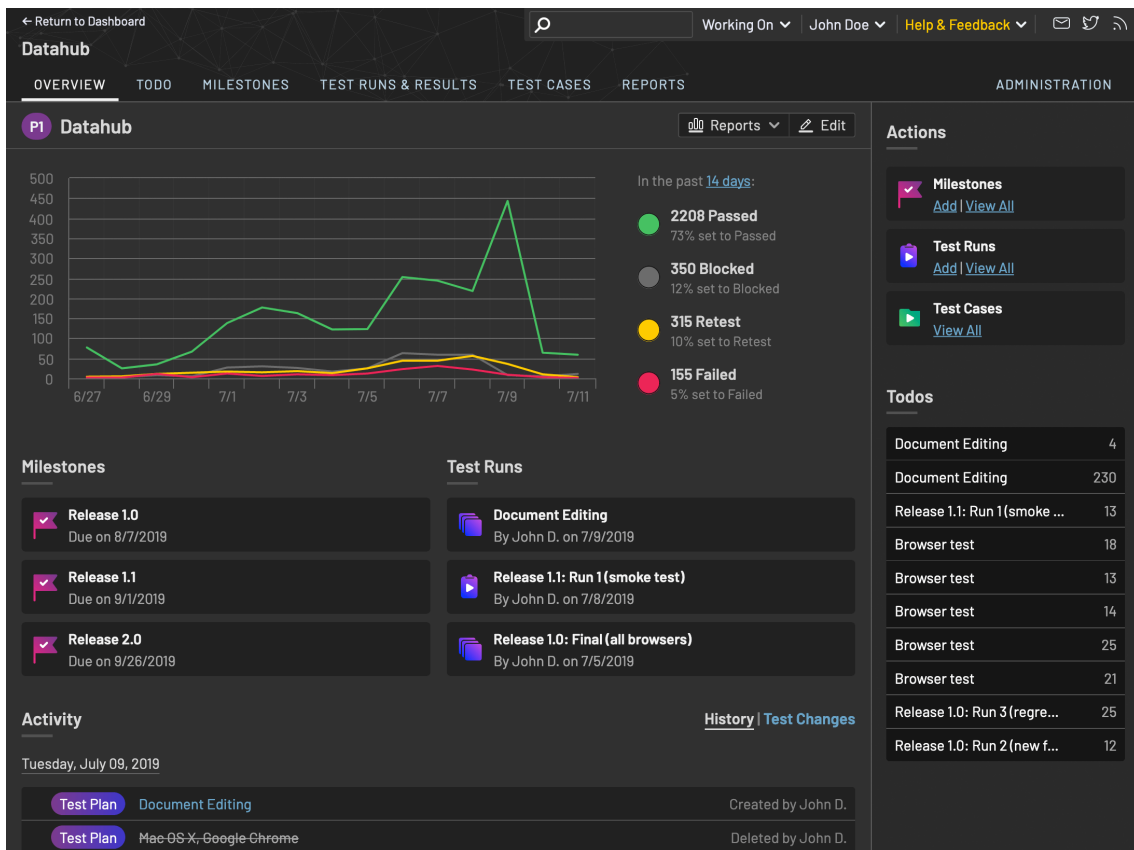 ← Return to Dashboard
Working On
John Doe
Help & Feedback
Datahub
OVERVIEW
TODO
MILESTONES
TEST RUNS & RESULTS
TEST CASES
REPORTS
ADMINISTRATION
P1 Datahub
Reports
Edit
500
450
400
350
300
250
200
150
100
50
0
6/27 6/29 7/1 7/3 7/5 7/7 7/9 7/11
In the past 14 days:
2208 Passed
73% set to Passed
350 Blocked
12% set to Blocked
315 Retest
10% set to Retest
155 Failed
5% set to Failed
Milestones
Release 1.0
Due on 8/7/2019
Release 1.1
Due on 9/1/2019
Release 2.0
Due on 9/26/2019
Test Runs
Document Editing
By John D. on 7/9/2019
Release 1.1: Run 1 (smoke test)
By John D. on 7/8/2019
Release 1.0: Final (all browsers)
By John D. on 7/5/2019
Activity
History | Test Changes
Tuesday, July 09, 2019
Test Plan Document Editing Created by John D.
Test Plan Mac OS X, Google Chrome Deleted by John D.
Actions
Milestones
Add | View All
Test Runs
Add | View All
Test Cases
View All
Todos
Document Editing 4
Document Editing 230
Release 1.1: Run 1 (smoke ... 13
Browser test 18
Browser test 13
Browser test 14
Browser test 25
Browser test 21
Release 1.0: Run 3 (regre... 25
Release 1.0: Run 2 (new f... 12